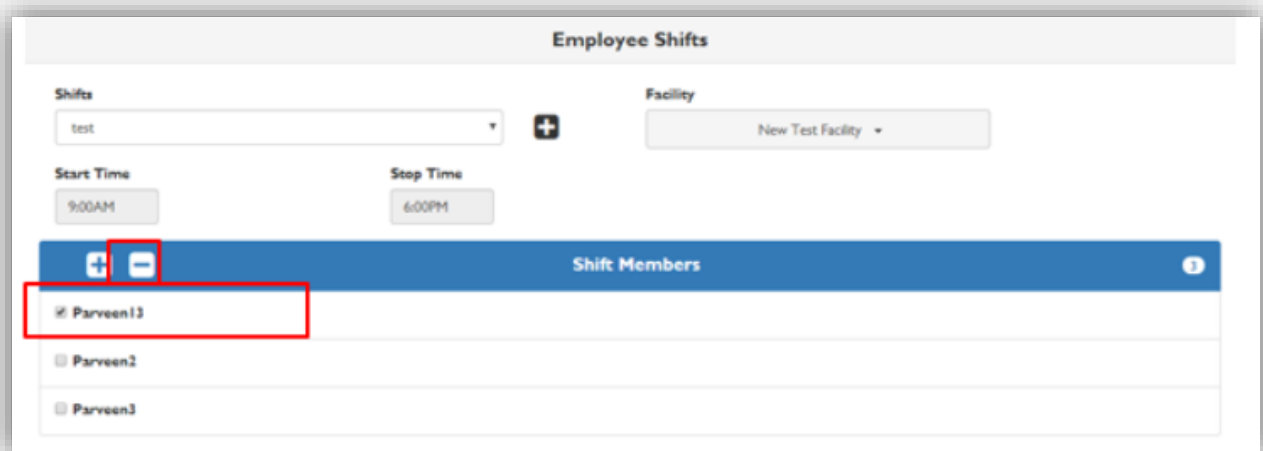 Employee Shifts
Shifts Facility
test New Test Facility
Start Time Stop Time
9:00AM 6:00PM
Shift Members 3
Parveen13
Parveen2
Parveen3